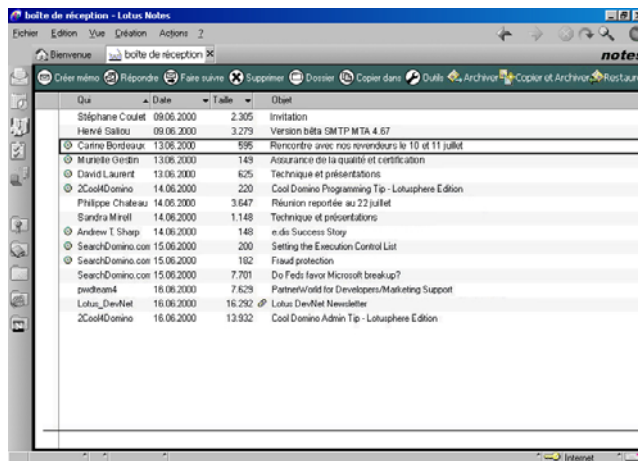 boîte de réception - Lotus Notes
Fichier Edition Vue Création Actions ?
Bienvenue boîte de réception notes
Créer mémo Répondre Faire suivre Supprimer Dossier Copier dans Outils Archiver Copier et Archiver Restaure
Qui Date Taille Objet
Stéphane Coulet 09.06.2000 2.305 Invitation
Hervé Saliou 09.06.2000 3.279 Version bêta SMTP MTA 4.67
Carine Bordeaux 13.06.2000 595 Rencontre avec nos revendeurs le 10 et 11 juillet
Murielle Gestin 13.06.2000 149 Assurance de la qualité et certification
David Laurent 13.06.2000 625 Technique et présentations
2Cool4Domino 14.06.2000 220 Cool Domino Programming Tip - Lotusphere Edition
Philippe Chateau 14.06.2000 3.647 Réunion reportée au 22 juillet
Sandra Mirell 14.06.2000 1.148 Technique et présentations
Andrew T. Sharp 14.06.2000 148 e.dis Success Story
SearchDomino.com 15.06.2000 200 Setting the Execution Control List
SearchDomino.com 15.06.2000 182 Fraud protection
SearchDomino.com 15.06.2000 7.701 Do Feds favor Microsoft breakup?
pwdteam4 16.06.2000 7.629 PartnerWorld for Developers/Marketing Support
Lotus_DevNet 16.06.2000 16.292 Lotus DevNet Newsletter
2Cool4Domino 16.06.2000 13.932 Cool Domino Admin Tip - Lotusphere Edition
Internet